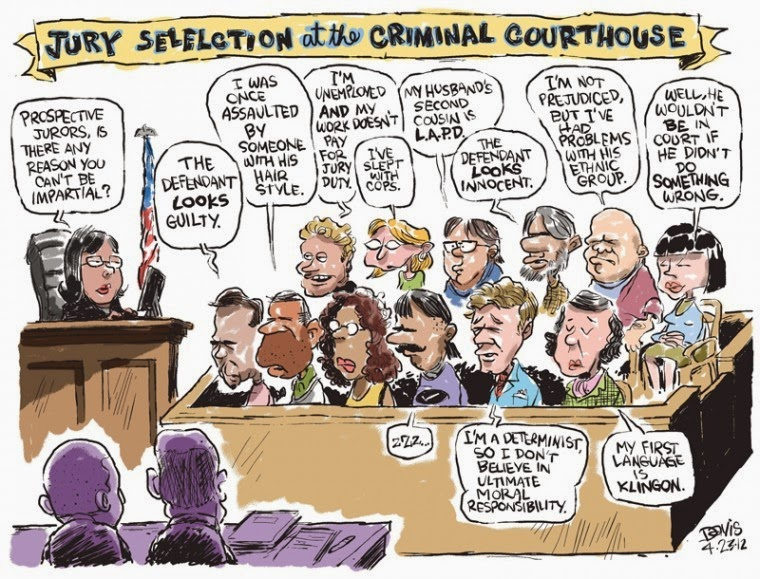 JURY SELELCTION at the CRIMINAL COURTHOUSE
PROSPECTIVE
JURORS, IS
THERE ANY
REASON YOU
CAN'T BE
IMPARTIAL?
THE
DEFENDANT
LOOKS
GUILTY.
I WAS
ONCE
ASSAULTED
BY
SOMEONE
WITH HIS
HAIR
STYLE.
I'M
UNEMPLOYED
AND MY
WORK DOESN'T
PAY
FOR
JURY
DUTY.
I'VE
SLEPT
WITH
COPS.
MY HUSBAND'S
SECOND
COUSIN IS
L.A.P.D.
THE
DEFENDANT
LOOKS
INNOCENT.
I'M NOT
PREJUDICED,
BUT I'VE
HAD
PROBLEMS
WITH HIS
ETHNIC
GROUP.
WELL, HE
WOULDN'T
BE IN
COURT IF
HE DIDN'T
DO
SOMETHING
WRONG.
ZZZ...
I'M A DETERMINIST,
SO I DON'T
BELIEVE IN
ULTIMATE
MORAL
RESPONSIBILITY.
MY FIRST
LANGUAGE
IS
KLINGON.
BONIS
4.23.12